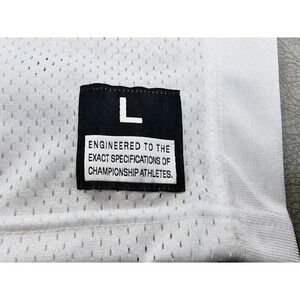 L
ENGINEERED TO THE
EXACT SPECIFICATIONS OF
CHAMPIONSHIP ATHLETES.